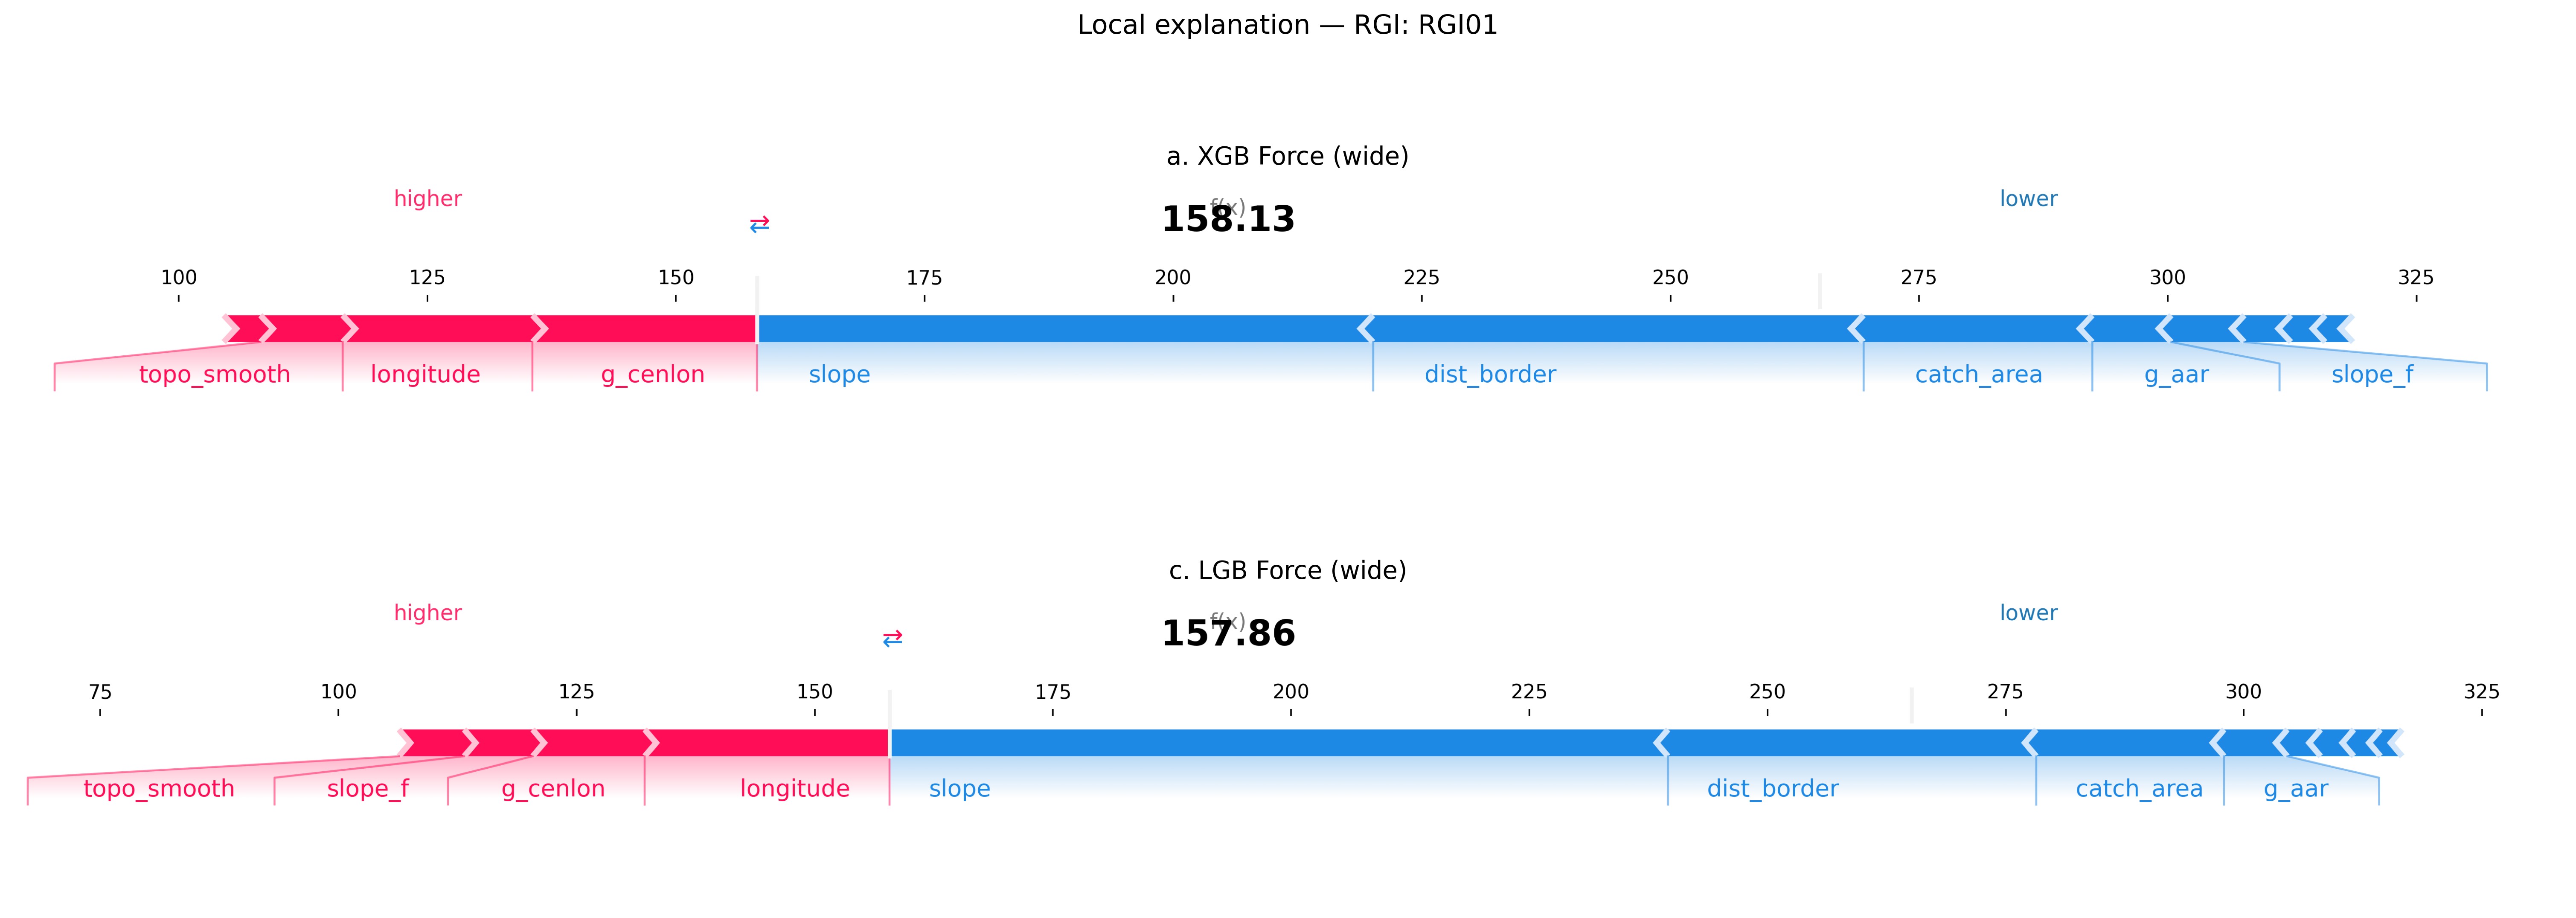 Local explanation — RGI: RGI01
a. XGB Force (wide)
higher
lower
f(x)
158.13
100 125 150 175 200 225 250 275 300 325
topo_smooth longitude g_cenlon slope dist_border catch_area g_aar slope_f
c. LGB Force (wide)
higher
lower
f(x)
157.86
75 100 125 150 175 200 225 250 275 300 325
topo_smooth slope_f g_cenlon longitude slope dist_border catch_area g_aar